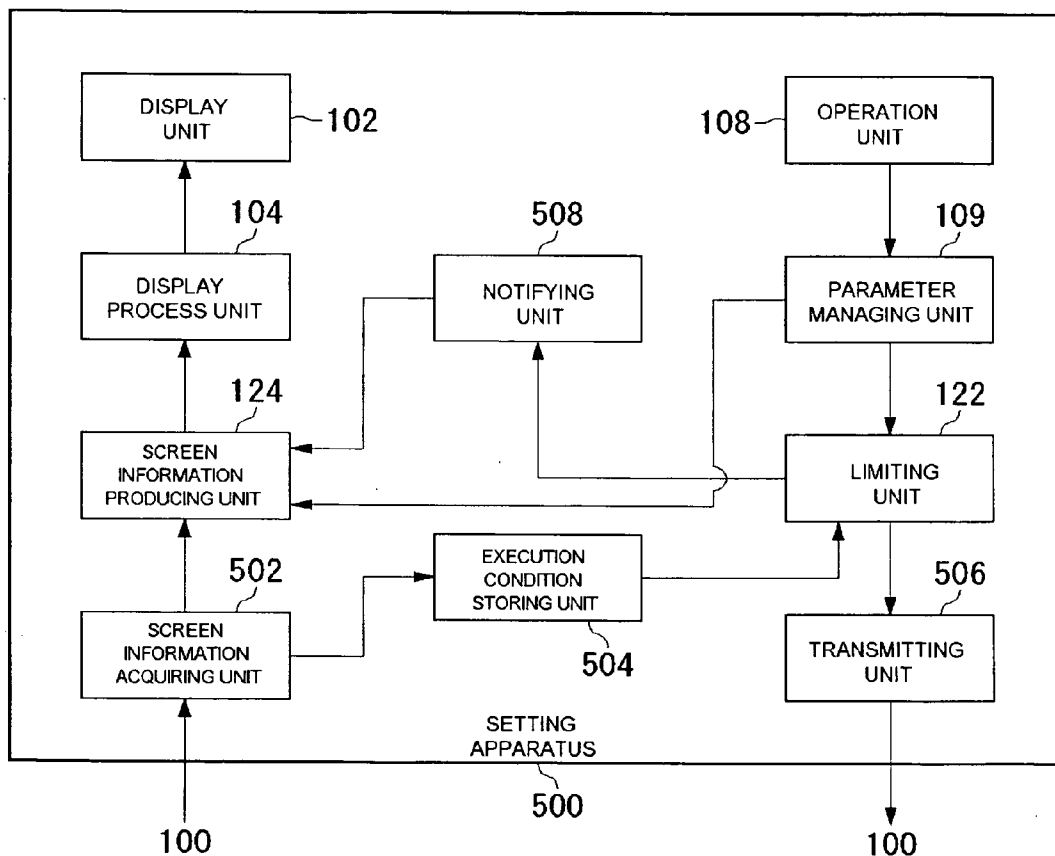 DISPLAY
UNIT
102
108
OPERATION
UNIT
104
508
109
DISPLAY
PROCESS UNIT
NOTIFYING
UNIT
PARAMETER
MANAGING UNIT
124
122
SCREEN
INFORMATION
PRODUCING UNIT
LIMITING
UNIT
502
EXECUTION
CONDITION
STORING UNIT
506
SCREEN
INFORMATION
ACQUIRING UNIT
504
TRANSMITTING
UNIT
SETTING
APPARATUS
500
100
100